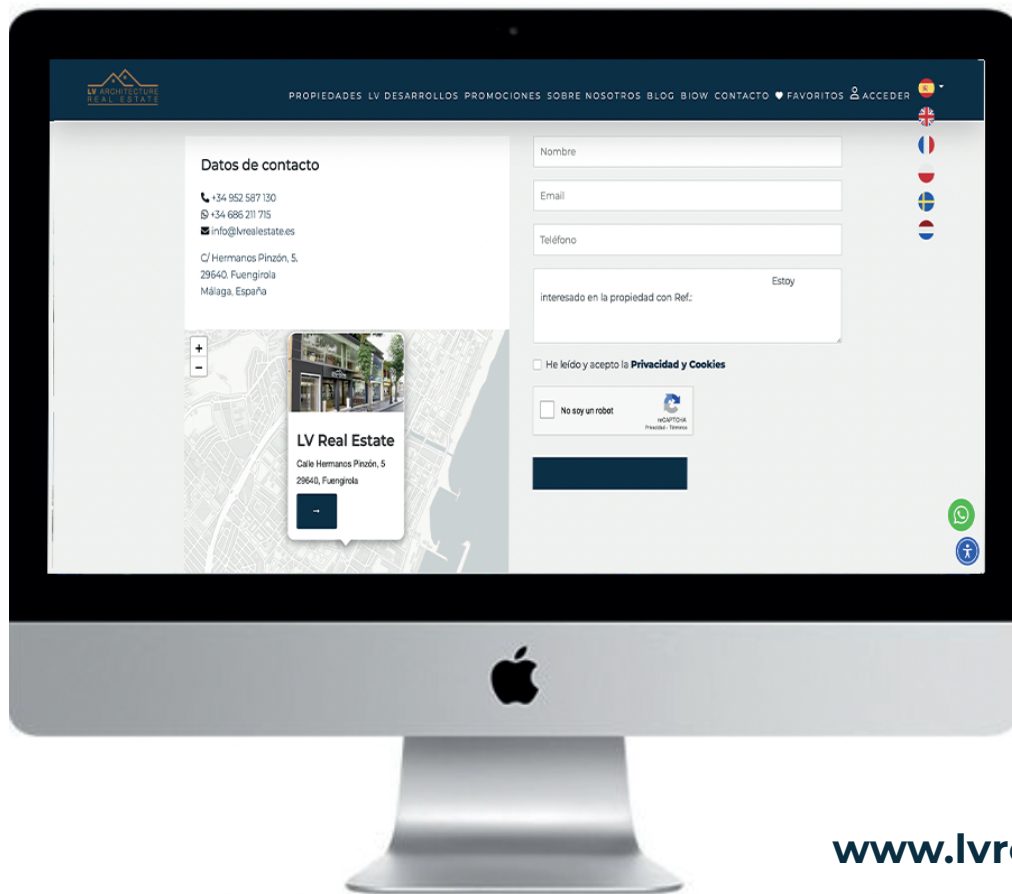 LV ARCHITECTURE
REAL ESTATE
PROPIEDADES LV DESARROLLOS PROMOCIONES SOBRE NOSOTROS BLOG BIOW CONTACTO FAVORITOS ACCEDER
Datos de contacto
+34 952 587 130
+34 686 211 715
info@lvrealestate.es
C/ Hermanos Pinzón, 5,
29640, Fuengirola
Málaga, España
+
−
LV Real Estate
Calle Hermanos Pinzón, 5
29640, Fuengirola
→
Nombre
Email
Teléfono
Estoy
interesado en la propiedad con Ref.:
He leído y acepto la Privacidad y Cookies
No soy un robot
reCAPTCHA
Privacidad - Términos
www.lvr